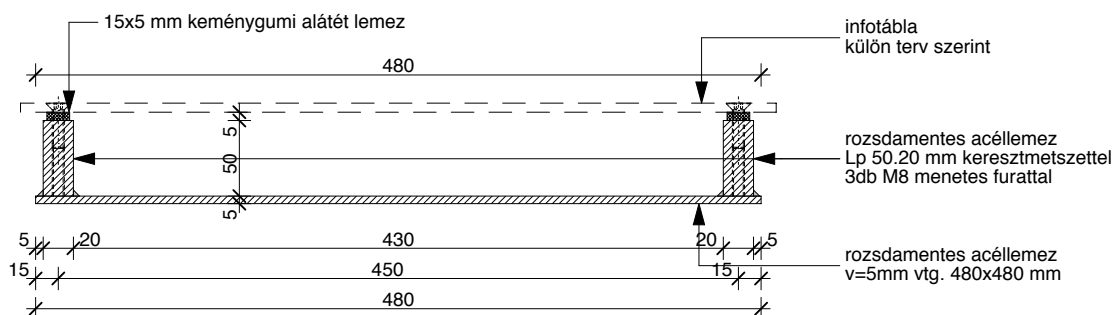 15x5 mm keménygumi alátét lemez
infotábla
külön terv szerint
480
5
50
5
rozsdamentes acéllemez
Lp 50.20 mm keresztmetszettel
3db M8 menetes furattal
5
20
430
20
5
15
450
15
480
rozsdamentes acéllemez
v=5mm vtg. 480x480 mm